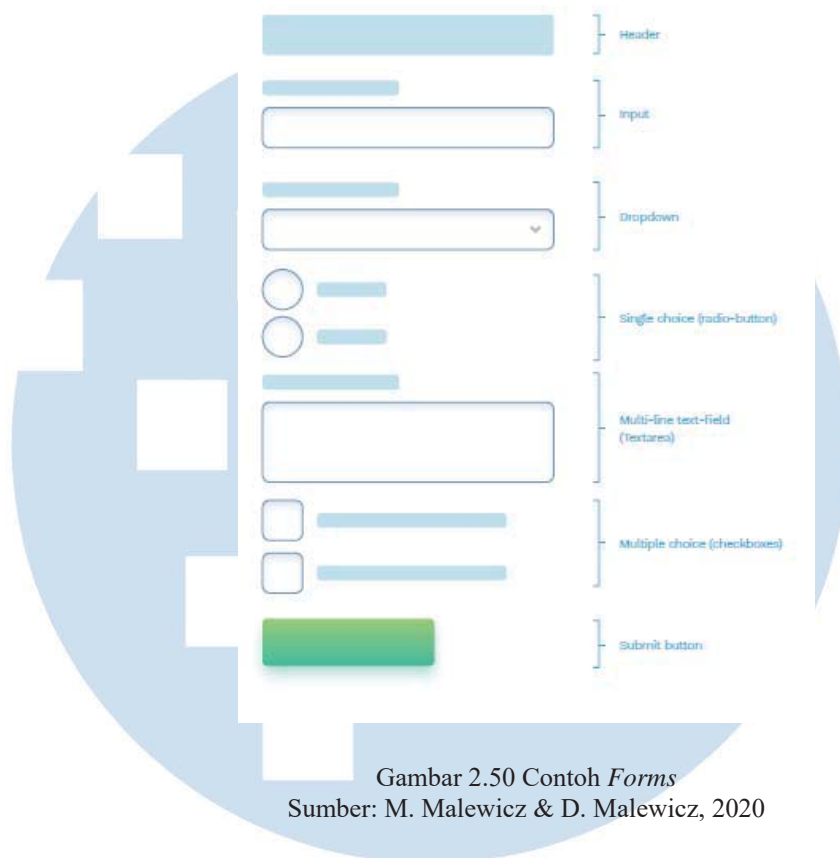 Header
Input
Dropdown
Single choice (radio-button)
Multi-line text-field
(Textarea)
Multiple choice (checkboxes)
Submit button
Gambar 2.50 Contoh Forms
Sumber: M. Malewicz & D. Malewicz, 2020